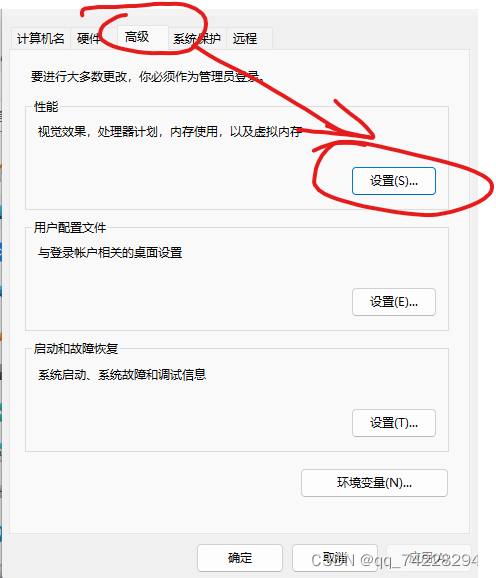 计算机名 硬件 高级 系统保护 远程
要进行大多数更改，你必须作为管理员登录。
性能
视觉效果，处理器计划，内存使用，以及虚拟内存
设置(S)...
用户配置文件
与登录帐户相关的桌面设置
设置(E)...
启动和故障恢复
系统启动、系统故障和调试信息
设置(T)...
环境变量(N)...
确定 取消 应用(A)
CSDN @qq_74228294